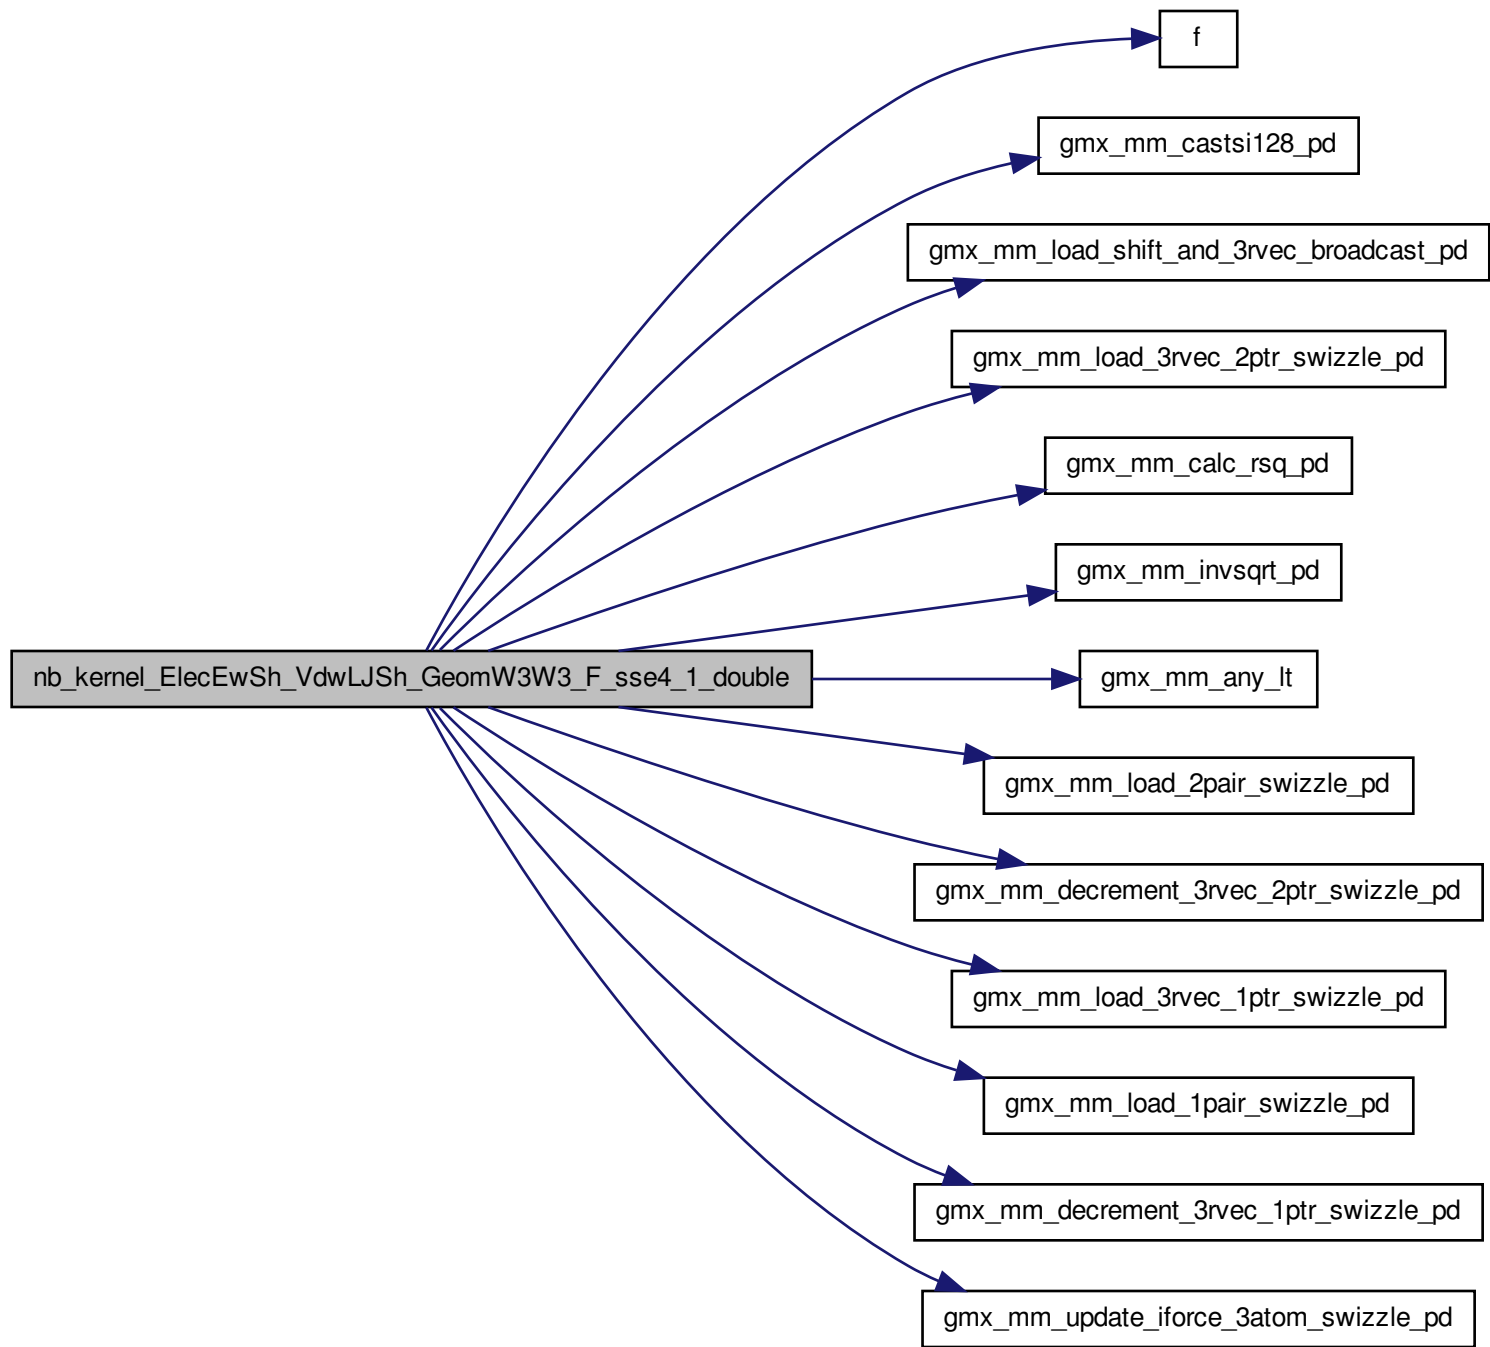 f
gmx_mm_castsi128_pd
gmx_mm_load_shift_and_3rvec_broadcast_pd
gmx_mm_load_3rvec_2ptr_swizzle_pd
gmx_mm_calc_rsq_pd
gmx_mm_invsqrt_pd
nb_kernel_ElecEwSh_VdwLJSh_GeomW3W3_F_sse4_1_double
gmx_mm_any_lt
gmx_mm_load_2pair_swizzle_pd
gmx_mm_decrement_3rvec_2ptr_swizzle_pd
gmx_mm_load_3rvec_1ptr_swizzle_pd
gmx_mm_load_1pair_swizzle_pd
gmx_mm_decrement_3rvec_1ptr_swizzle_pd
gmx_mm_update_iforce_3atom_swizzle_pd